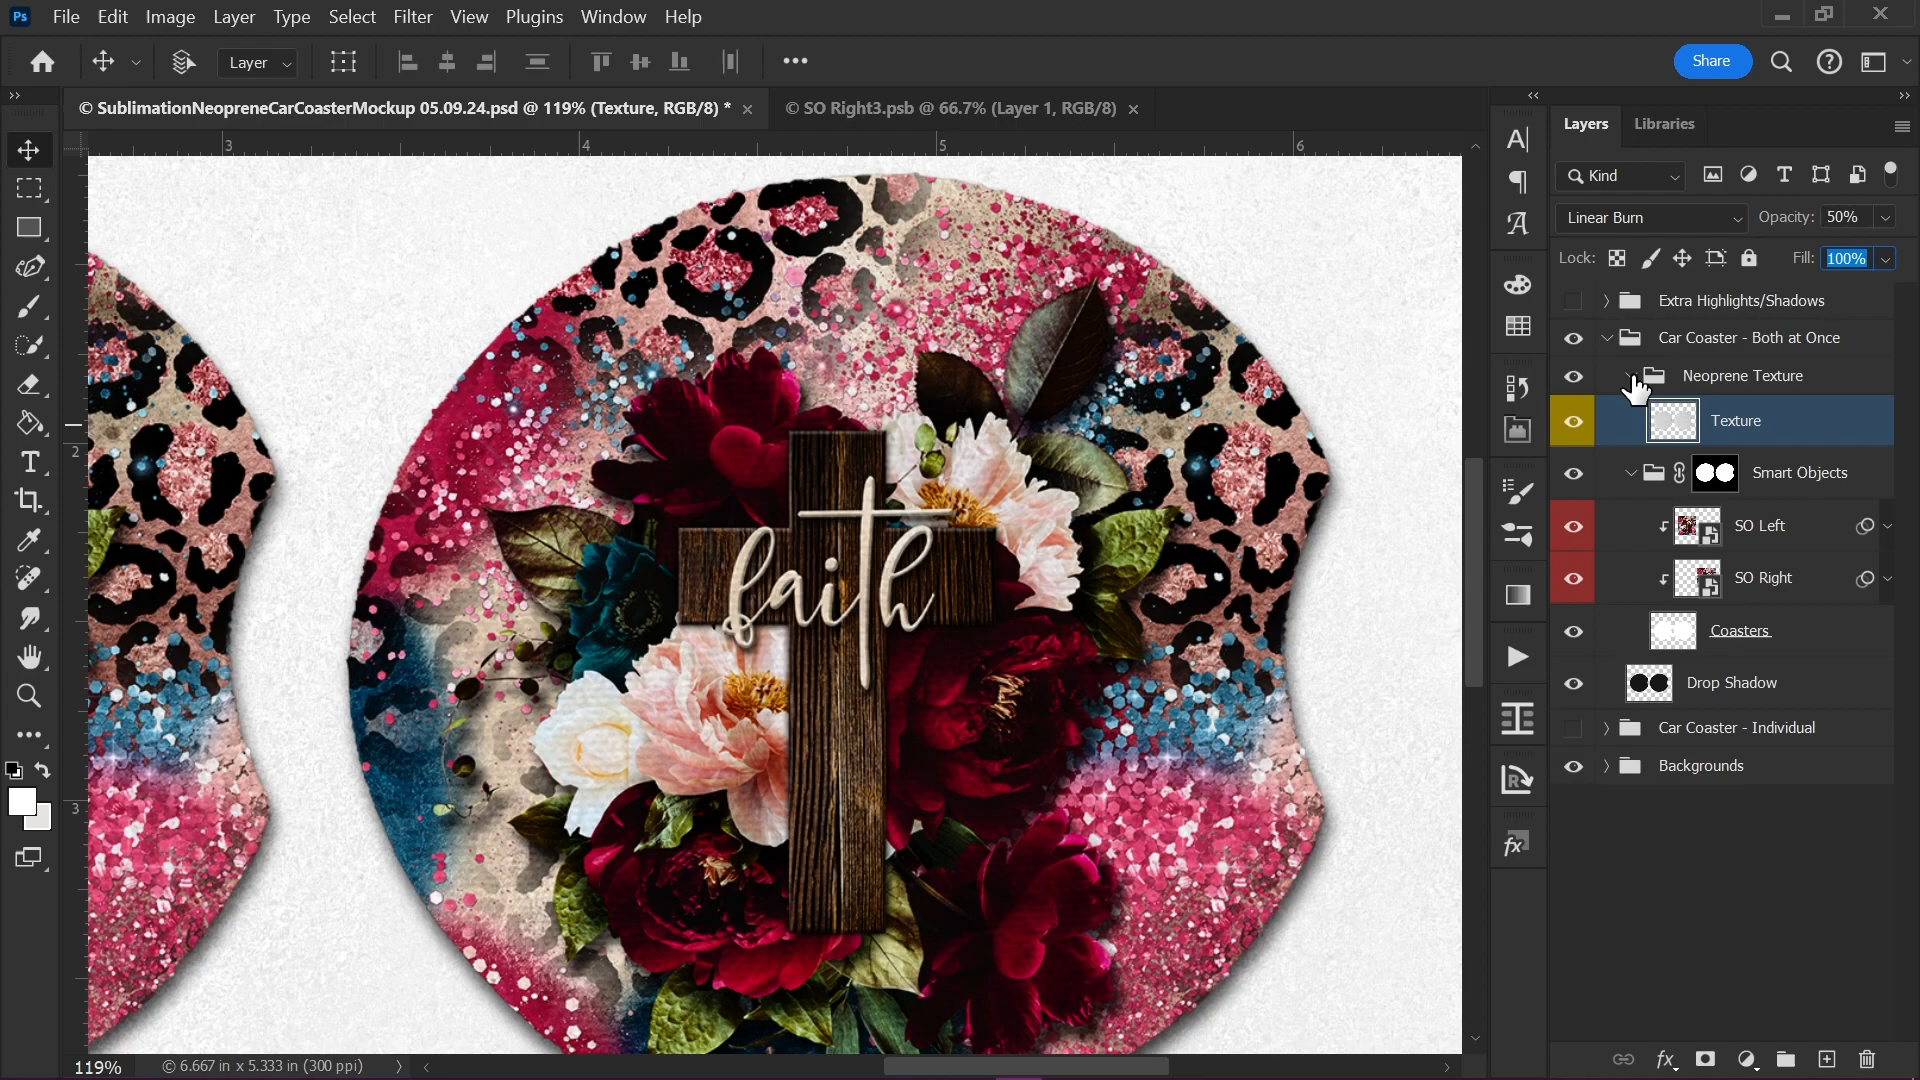 Ps File Edit Image Layer Type Select Filter View Plugins Window Help
Layer Share
© SublimationNeopreneCarCoasterMockup 05.09.24.psd @ 119% (Texture, RGB/8) *
© SO Right3.psb @ 66.7% (Layer 1, RGB/8)
3 4 5 6
2
3
faith
119% © 6.667 in x 5.333 in (300 ppi)
Layers Libraries
Kind
Linear Burn Opacity: 50%
Lock: Fill: 100%
Extra Highlights/Shadows
Car Coaster - Both at Once
Neoprene Texture
Texture
Smart Objects
SO Left
SO Right
Coasters
Drop Shadow
Car Coaster - Individual
Backgrounds